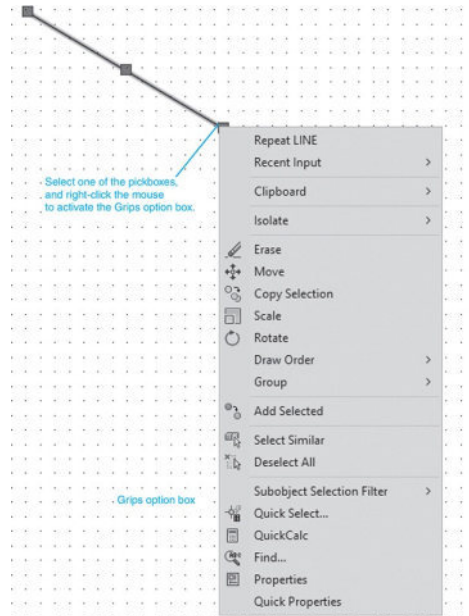 Select one of the pickboxes,
and right-click the mouse
to activate the Grips option box.
Repeat LINE
Recent Input
Clipboard
Isolate
Erase
Move
Copy Selection
Scale
Rotate
Draw Order
Group
Add Selected
Select Similar
Deselect All
Grips option box
Subobject Selection Filter
Quick Select...
QuickCalc
Find...
Properties
Quick Properties